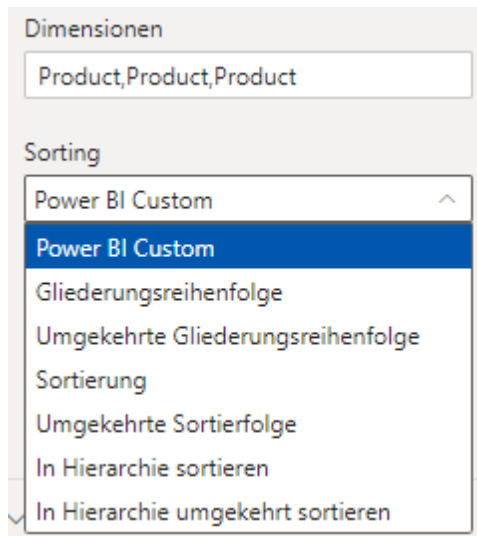 Dimensionen
Product,Product,Product
Sorting
Power BI Custom
Power BI Custom
Gliederungsreihenfolge
Umgekehrte Gliederungsreihenfolge
Sortierung
Umgekehrte Sortierfolge
In Hierarchie sortieren
In Hierarchie umgekehrt sortieren